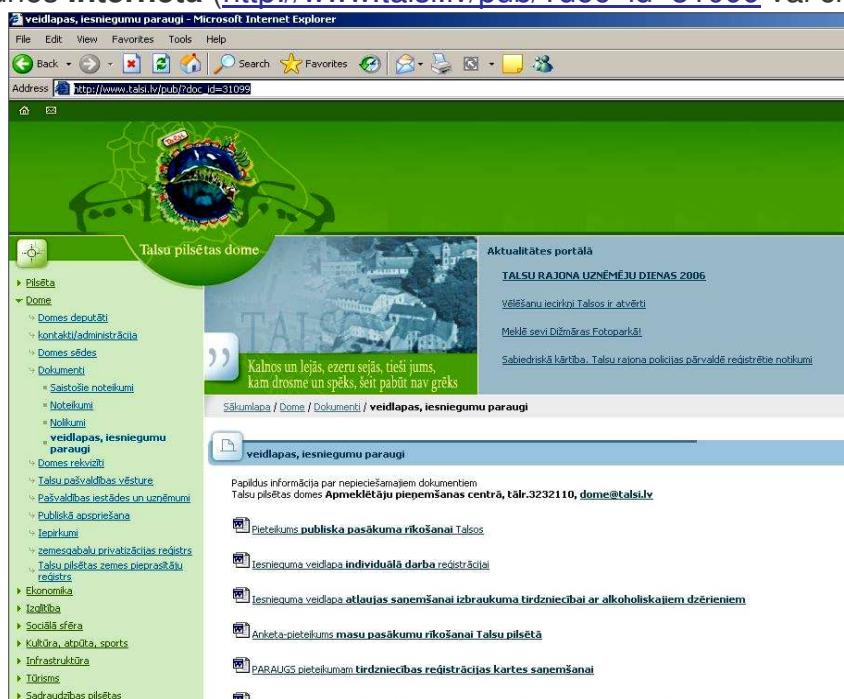 veidlapas, iesniegumu paraugi - Microsoft Internet Explorer
File Edit View Favorites Tools Help
Back Search Favorites
Address http://www.talsi.lv/pub/?doc_id=31099
Talsu pilsētas dome
Pilsēta
Dome
Domes deputāti
kontakti/administrācija
Domes sēdes
Dokumenti
Saistošie noteikumi
Noteikumi
Nolikumi
veidlapas, iesniegumu paraugi
Domes rekvizīti
Talsu pašvaldības vēsture
Pašvaldības iestādes un uzņēmumi
Publiskā apspriešana
Iepirkumi
zemesgabalu privatizācijas reģistrs
Talsu pilsētas zemes pieprasītāju reģistrs
Ekonomika
Izglītība
Sociālā sfēra
Kultūra, atpūta, sports
Infrastruktūra
Tūrisms
Sadraudzības pilsētas
TALSI
Kalnos un lejās, ezeru sejās, tieši jums,
kam drosme un spēks, šeit pabūt nav grēks
Aktualitātes portālā
TALSU RAJONA UZŅĒMĒJU DIENAS 2006
Vēlēšanu iecirkņi Talsos ir atvērti
Meklē sevi Dižmāras Fotoparkā!
Sabiedriskā kārtība. Talsu rajona policijas pārvaldē reģistrētie notikumi
Sākumlapa / Dome / Dokumenti / veidlapas, iesniegumu paraugi
veidlapas, iesniegumu paraugi
Papildus informācija par nepieciešamajiem dokumentiem
Talsu pilsētas domes Apmeklētāju pieņemšanas centrā, tālr.3232110, dome@talsi.lv
Pieteikums publiska pasākuma rīkošanai Talsos
Iesnieguma veidlapa individuālā darba reģistrācijai
Iesnieguma veidlapa atļaujas saņemšanai izbraukuma tirdzniecībai ar alkoholiskajiem dzērieniem
Anketa-pieteikums masu pasākumu rīkošanai Talsu pilsētā
PARAUGS pieteikumam tirdzniecības reģistrācijas kartes saņemšanai